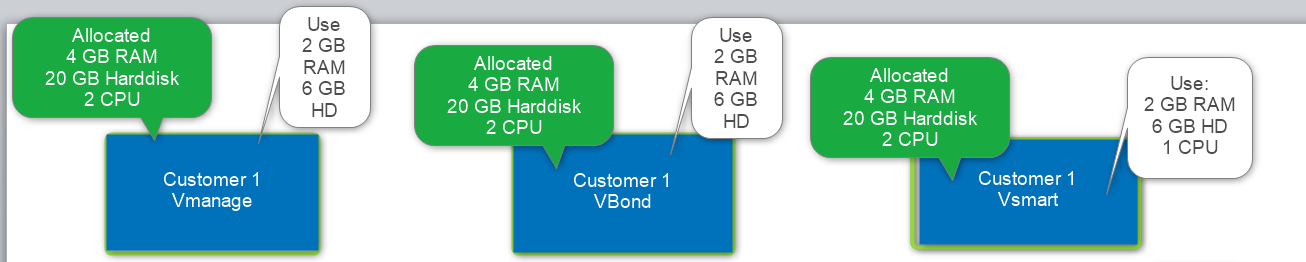 Allocated
4 GB RAM
20 GB Harddisk
2 CPU
Use
2 GB
RAM
6 GB
HD
Customer 1
Vmanage
Allocated
4 GB RAM
20 GB Harddisk
2 CPU
Use
2 GB
RAM
6 GB
HD
Customer 1
VBond
Allocated
4 GB RAM
20 GB Harddisk
2 CPU
Use:
2 GB RAM
6 GB HD
1 CPU
Customer 1
Vsmart